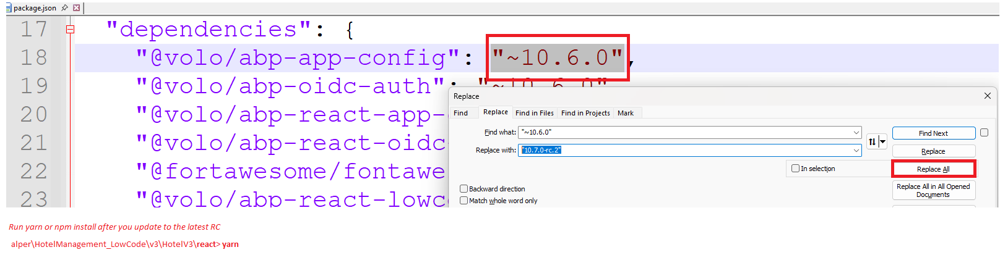 package.json
17 "dependencies": {
18 "@volo/abp-app-config": "~10.6.0",
19 "@volo/abp-oidc-auth": "~10.6.0"
20 "@volo/abp-react-app-
21 "@volo/abp-react-oidc-
22 "@fortawesome/fontawe
23 "@volo/abp-react-lowco
Replace
Find Replace Find in Files Find in Projects Mark
Find what: "~10.6.0" Find Next
Replace with: "10.7.0-rc.2" Replace
In selection Replace All
Backward direction Replace All in All Opened
Match whole word only Documents
Run yarn or npm install after you update to the latest RC
alper\HotelManagement_LowCode\v3\HotelV3\react> yarn